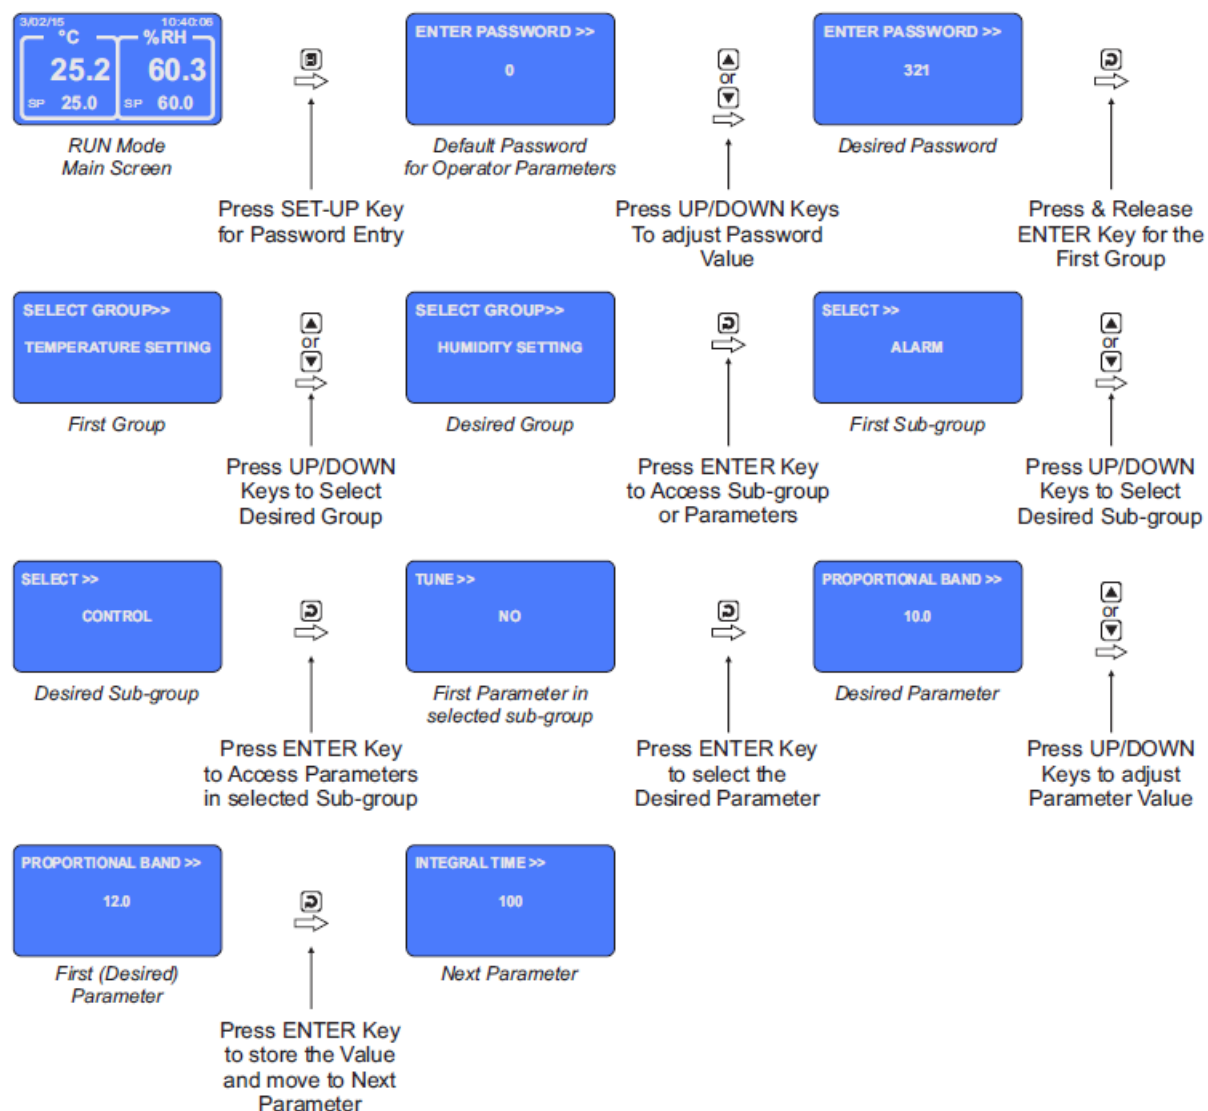 3/02/15 10:40:06
°C %RH
25.2 60.3
SP 25.0 SP 60.0
RUN Mode
Main Screen
Press SET-UP Key
for Password Entry
ENTER PASSWORD >>
0
Default Password
for Operator Parameters
or
Press UP/DOWN Keys
To adjust Password
Value
ENTER PASSWORD >>
321
Desired Password
Press & Release
ENTER Key for the
First Group
SELECT GROUP>>
TEMPERATURE SETTING
First Group
or
Press UP/DOWN
Keys to Select
Desired Group
SELECT GROUP>>
HUMIDITY SETTING
Desired Group
Press ENTER Key
to Access Sub-group
or Parameters
SELECT >>
ALARM
First Sub-group
or
Press UP/DOWN
Keys to Select
Desired Sub-group
SELECT >>
CONTROL
Desired Sub-group
Press ENTER Key
to Access Parameters
in selected Sub-group
TUNE >>
NO
First Parameter in
selected sub-group
Press ENTER Key
to select the
Desired Parameter
PROPORTIONAL BAND >>
10.0
Desired Parameter
or
Press UP/DOWN
Keys to adjust
Parameter Value
PROPORTIONAL BAND >>
12.0
First (Desired)
Parameter
Press ENTER Key
to store the Value
and move to Next
Parameter
INTEGRAL TIME >>
100
Next Parameter